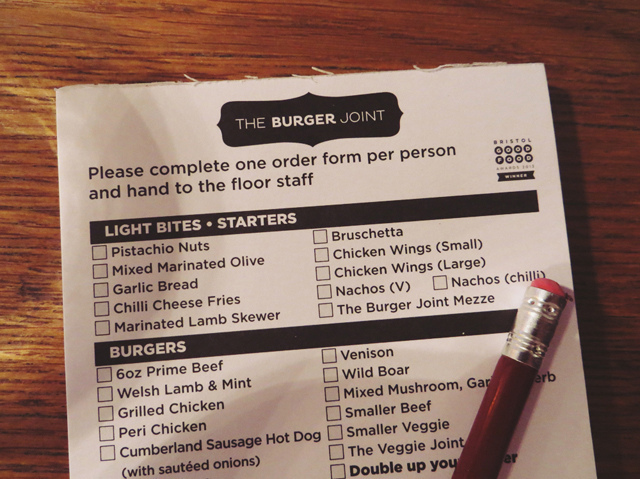 THE BURGER JOINT
Please complete one order form per person
and hand to the floor staff
BRISTOL
GOOD
FOOD
AWARDS 2012
WINNER
LIGHT BITES • STARTERS
Pistachio Nuts
Mixed Marinated Olive
Garlic Bread
Chilli Cheese Fries
Marinated Lamb Skewer
Bruschetta
Chicken Wings (Small)
Chicken Wings (Large)
Nachos (V) Nachos (chilli)
The Burger Joint Mezze
BURGERS
6oz Prime Beef
Welsh Lamb & Mint
Grilled Chicken
Peri Chicken
Cumberland Sausage Hot Dog
(with sautéed onions)
Venison
Wild Boar
Mixed Mushroom,
Smaller Beef
Smaller Veggie
The Veggie Joint
Double up